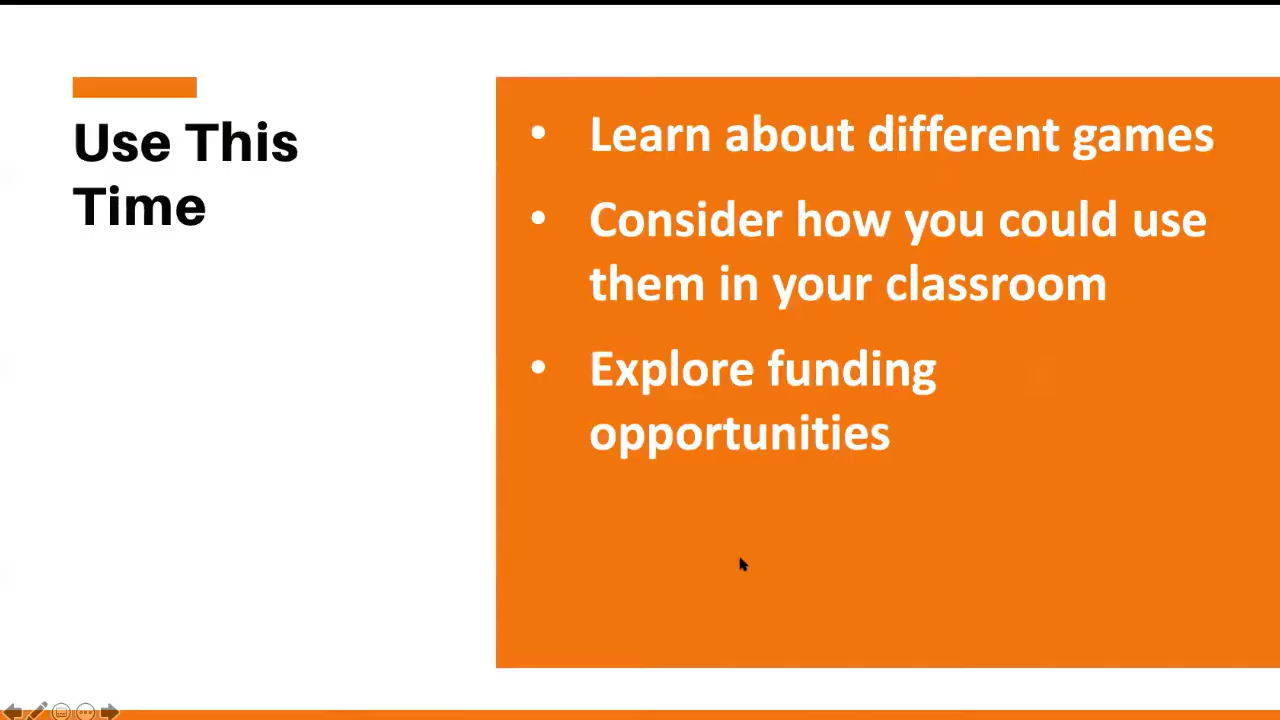 Use This
Time
• Learn about different games
• Consider how you could use
them in your classroom
• Explore funding
opportunities